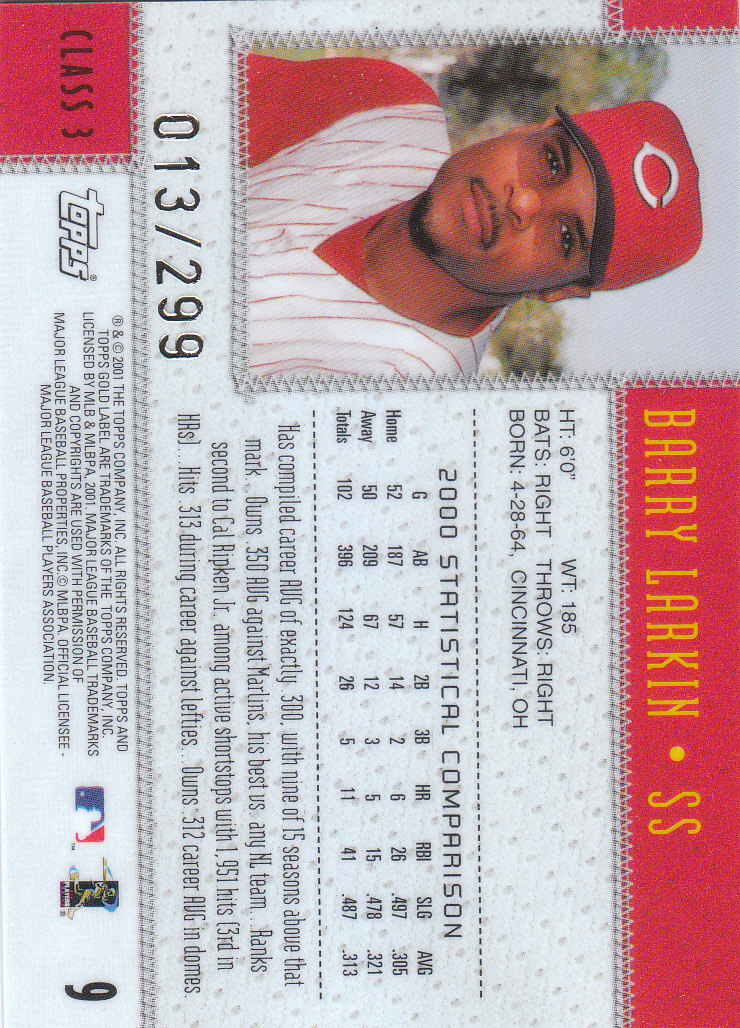 BARRY LARKIN • SS
HT: 6'0" WT: 185
BATS: RIGHT THROWS: RIGHT
BORN: 4-28-64, CINCINNATI, OH
2000 STATISTICAL COMPARISON
G AB H 2B 3B HR RBI SLG AVG
Home 52 187 57 14 2 6 26 .497 .305
Away 50 209 67 12 3 5 15 .478 .321
Totals 102 396 124 26 5 11 41 .487 .313
Has compiled career AVG of exactly .300, with nine of 15 seasons above that
mark... Owns .350 AVG against Marlins, his best vs. any NL team... Ranks
second to Cal Ripken Jr. among active shortstops with 1,951 hits (3rd in
HRs)... Hits .313 during career against lefties... Owns .312 career AVG in domes.
C
013/299
CLASS 3
topps®
® & © 2001 THE TOPPS COMPANY, INC. ALL RIGHTS RESERVED. TOPPS AND
TOPPS GOLD LABEL ARE TRADEMARKS OF THE TOPPS COMPANY, INC.
LICENSED BY MLB & MLBPA, 2001. MAJOR LEAGUE BASEBALL TRADEMARKS
AND COPYRIGHTS ARE USED WITH PERMISSION OF
MAJOR LEAGUE BASEBALL PROPERTIES, INC. © MLBPA. OFFICIAL LICENSEE -
MAJOR LEAGUE BASEBALL PLAYERS ASSOCIATION.
™
®
9